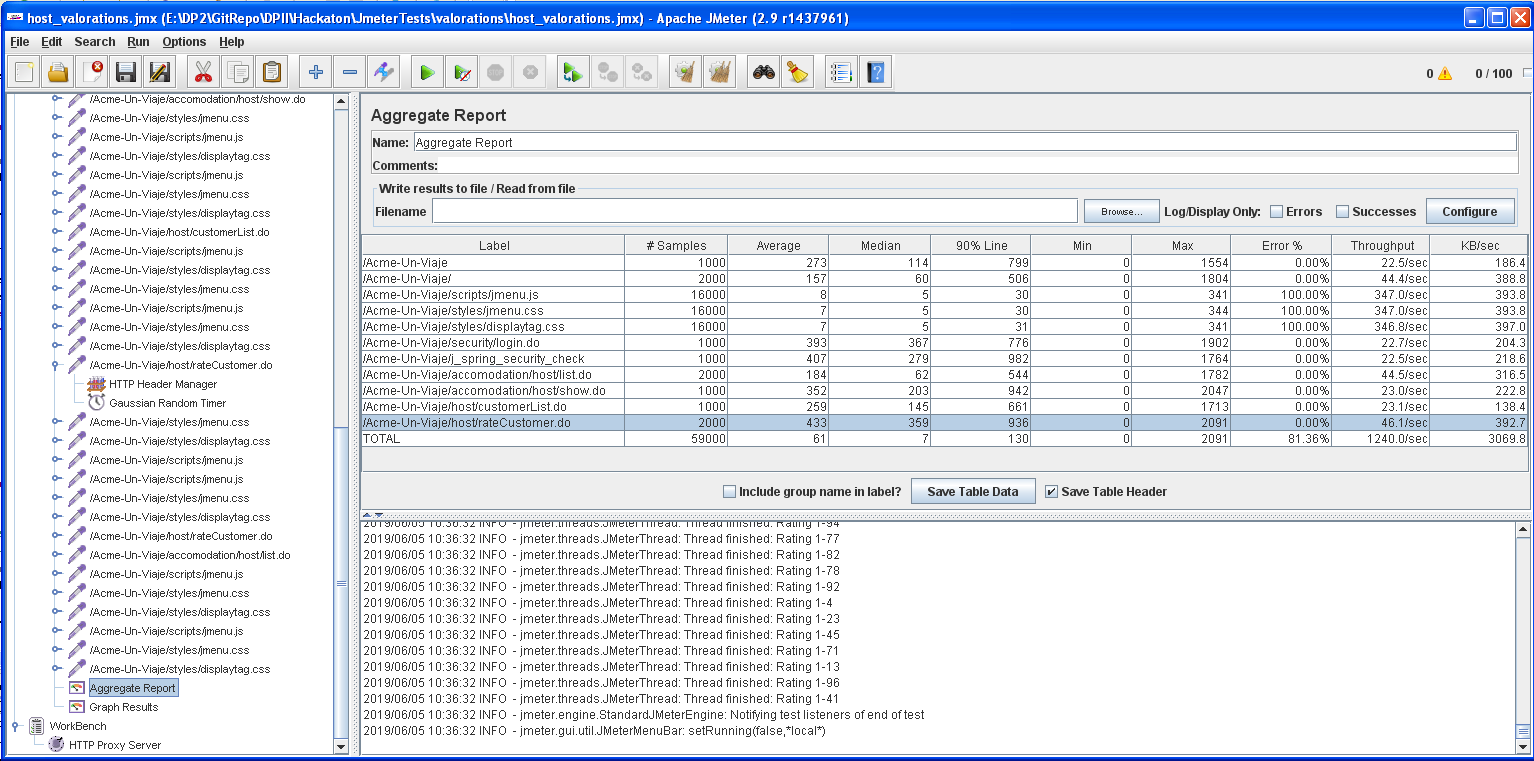 host_valorations.jmx (E:\DP2\GitRepo\DPII\Hackaton\JmeterTests\valorations\host_valorations.jmx) - Apache JMeter (2.9 r1437961)
File Edit Search Run Options Help
0 0 / 100
/Acme-Un-Viaje/accomodation/host/show.do
/Acme-Un-Viaje/styles/jmenu.css
/Acme-Un-Viaje/scripts/jmenu.js
/Acme-Un-Viaje/styles/displaytag.css
/Acme-Un-Viaje/scripts/jmenu.js
/Acme-Un-Viaje/styles/jmenu.css
/Acme-Un-Viaje/styles/displaytag.css
/Acme-Un-Viaje/host/customerList.do
/Acme-Un-Viaje/scripts/jmenu.js
/Acme-Un-Viaje/styles/displaytag.css
/Acme-Un-Viaje/styles/jmenu.css
/Acme-Un-Viaje/scripts/jmenu.js
/Acme-Un-Viaje/styles/jmenu.css
/Acme-Un-Viaje/styles/displaytag.css
/Acme-Un-Viaje/host/rateCustomer.do
HTTP Header Manager
Gaussian Random Timer
/Acme-Un-Viaje/styles/jmenu.css
/Acme-Un-Viaje/styles/displaytag.css
/Acme-Un-Viaje/scripts/jmenu.js
/Acme-Un-Viaje/scripts/jmenu.js
/Acme-Un-Viaje/styles/jmenu.css
/Acme-Un-Viaje/styles/displaytag.css
/Acme-Un-Viaje/host/rateCustomer.do
/Acme-Un-Viaje/accomodation/host/list.do
/Acme-Un-Viaje/scripts/jmenu.js
/Acme-Un-Viaje/styles/jmenu.css
/Acme-Un-Viaje/styles/displaytag.css
/Acme-Un-Viaje/scripts/jmenu.js
/Acme-Un-Viaje/styles/jmenu.css
/Acme-Un-Viaje/styles/displaytag.css
Aggregate Report
Graph Results
WorkBench
HTTP Proxy Server
Aggregate Report
Name: Aggregate Report
Comments:
Write results to file / Read from file
Filename Browse... Log/Display Only: Errors Successes Configure
Label # Samples Average Median 90% Line Min Max Error % Throughput KB/sec
/Acme-Un-Viaje 1000 273 114 799 0 1554 0.00% 22.5/sec 186.4
/Acme-Un-Viaje/ 2000 157 60 506 0 1804 0.00% 44.4/sec 388.8
/Acme-Un-Viaje/scripts/jmenu.js 16000 8 5 30 0 341 100.00% 347.0/sec 393.8
/Acme-Un-Viaje/styles/jmenu.css 16000 7 5 30 0 344 100.00% 347.0/sec 393.8
/Acme-Un-Viaje/styles/displaytag.css 16000 7 5 31 0 341 100.00% 346.8/sec 397.0
/Acme-Un-Viaje/security/login.do 1000 393 367 776 0 1902 0.00% 22.7/sec 204.3
/Acme-Un-Viaje/j_spring_security_check 1000 407 279 982 0 1764 0.00% 22.5/sec 218.6
/Acme-Un-Viaje/accomodation/host/list.do 2000 184 62 544 0 1782 0.00% 44.5/sec 316.5
/Acme-Un-Viaje/accomodation/host/show.do 1000 352 203 942 0 2047 0.00% 23.0/sec 222.8
/Acme-Un-Viaje/host/customerList.do 1000 259 145 661 0 1713 0.00% 23.1/sec 138.4
/Acme-Un-Viaje/host/rateCustomer.do 2000 433 359 936 0 2091 0.00% 46.1/sec 392.7
TOTAL 59000 61 7 130 0 2091 81.36% 1240.0/sec 3069.8
Include group name in label? Save Table Data Save Table Header
2019/06/05 10:36:32 INFO - jmeter.threads.JMeterThread: Thread finished: Rating 1-94
2019/06/05 10:36:32 INFO - jmeter.threads.JMeterThread: Thread finished: Rating 1-77
2019/06/05 10:36:32 INFO - jmeter.threads.JMeterThread: Thread finished: Rating 1-82
2019/06/05 10:36:32 INFO - jmeter.threads.JMeterThread: Thread finished: Rating 1-78
2019/06/05 10:36:32 INFO - jmeter.threads.JMeterThread: Thread finished: Rating 1-92
2019/06/05 10:36:32 INFO - jmeter.threads.JMeterThread: Thread finished: Rating 1-4
2019/06/05 10:36:32 INFO - jmeter.threads.JMeterThread: Thread finished: Rating 1-23
2019/06/05 10:36:32 INFO - jmeter.threads.JMeterThread: Thread finished: Rating 1-45
2019/06/05 10:36:32 INFO - jmeter.threads.JMeterThread: Thread finished: Rating 1-71
2019/06/05 10:36:32 INFO - jmeter.threads.JMeterThread: Thread finished: Rating 1-13
2019/06/05 10:36:32 INFO - jmeter.threads.JMeterThread: Thread finished: Rating 1-96
2019/06/05 10:36:32 INFO - jmeter.threads.JMeterThread: Thread finished: Rating 1-41
2019/06/05 10:36:32 INFO - jmeter.engine.StandardJMeterEngine: Notifying test listeners of end of test
2019/06/05 10:36:32 INFO - jmeter.gui.util.JMeterMenuBar: setRunning(false,*local*)